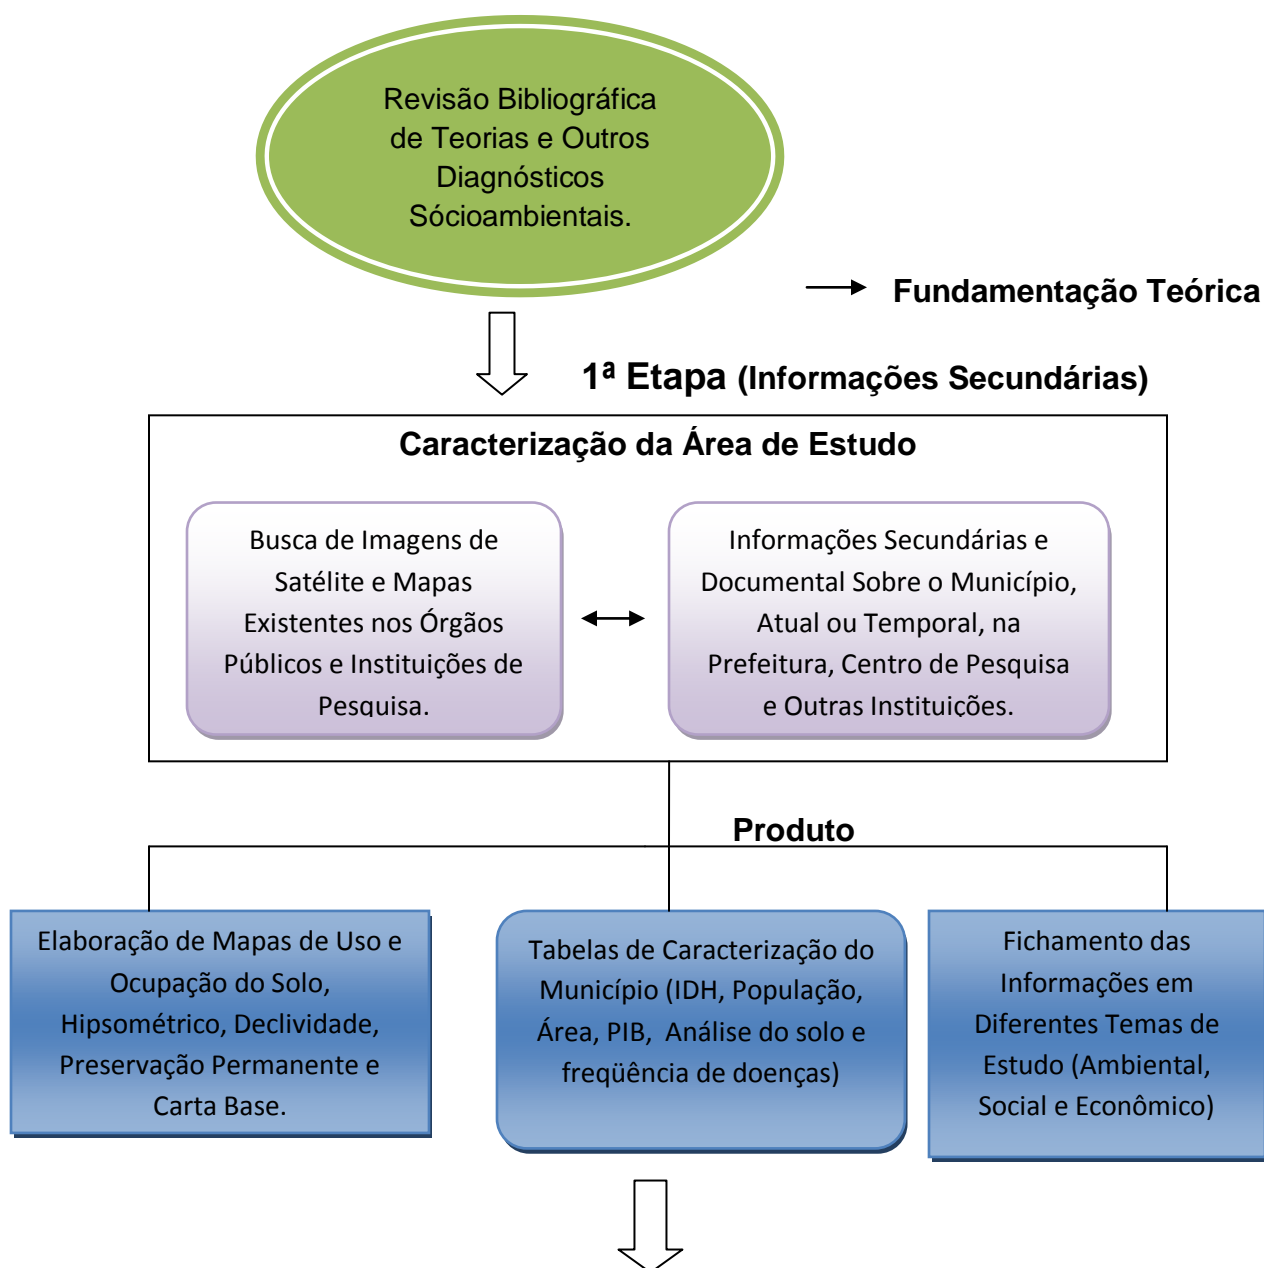 Revisão Bibliográfica
de Teorias e Outros
Diagnósticos
Sócioambientais.
Fundamentação Teórica
1ª Etapa (Informações Secundárias)
Caracterização da Área de Estudo
Busca de Imagens de
Satélite e Mapas
Existentes nos Órgãos
Públicos e Instituições de
Pesquisa.
Informações Secundárias e
Documental Sobre o Município,
Atual ou Temporal, na
Prefeitura, Centro de Pesquisa
e Outras Instituições.
Produto
Elaboração de Mapas de Uso e
Ocupação do Solo,
Hipsométrico, Declividade,
Preservação Permanente e
Carta Base.
Tabelas de Caracterização do
Município (IDH, População,
Área, PIB,  Análise do solo e
freqüência de doenças)
Fichamento das
Informações em
Diferentes Temas de
Estudo (Ambiental,
Social e Econômico)